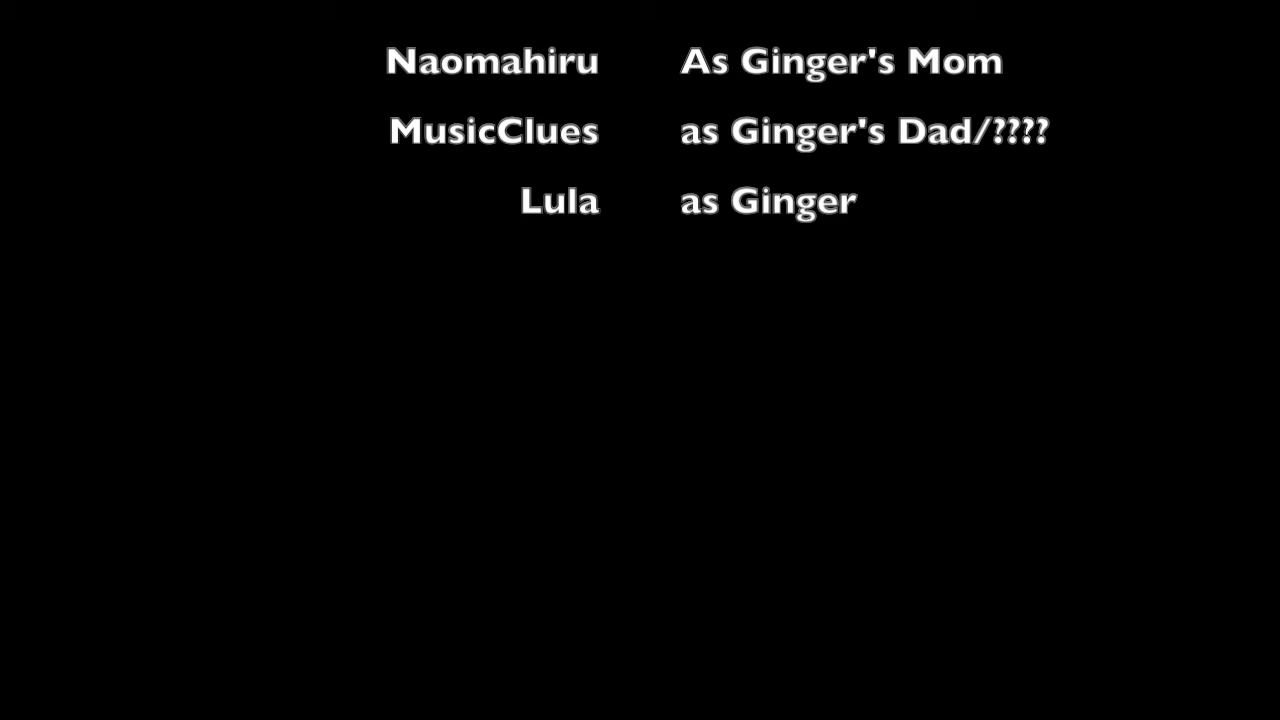 Naomahiru As Ginger's Mom
MusicClues as Ginger's Dad/????
Lula as Ginger